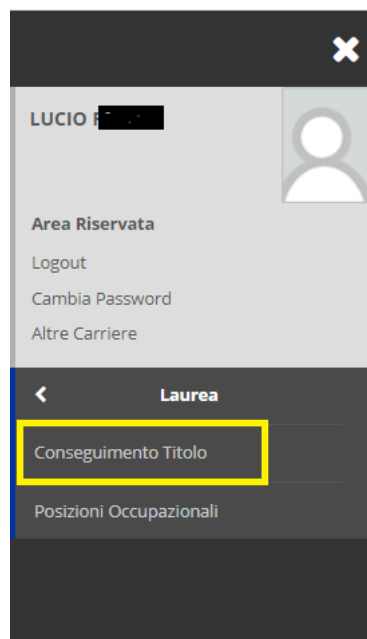 LUCIO
Area Riservata
Logout
Cambia Password
Altre Carriere
Laurea
Conseguimento Titolo
Posizioni Occupazionali